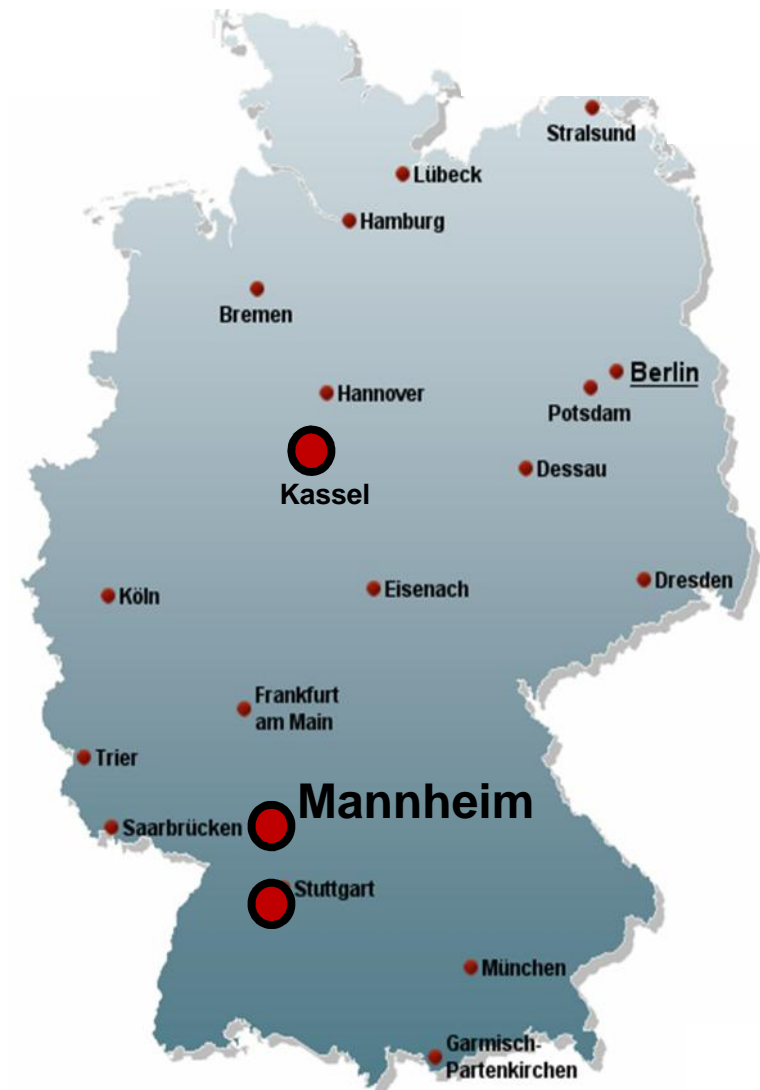 Stralsund
Lübeck
Hamburg
Bremen
Berlin
Hannover
Potsdam
Dessau
Kassel
Dresden
Köln
Eisenach
Frankfurt
am Main
Trier
Mannheim
Saarbrücken
Stuttgart
München
Garmisch-
Partenkirchen